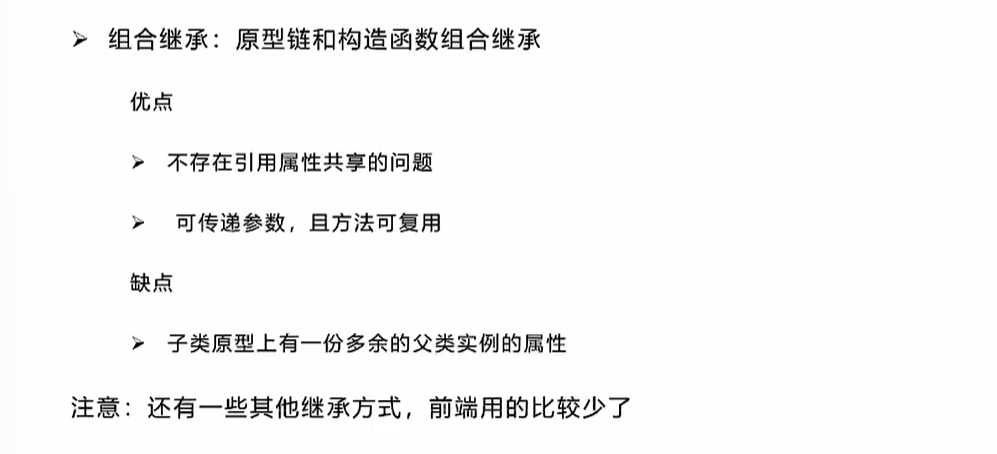 ➢ 组合继承：原型链和构造函数组合继承
优点
➢ 不存在引用属性共享的问题
➢ 可传递参数，且方法可复用
缺点
➢ 子类原型上有一份多余的父类实例的属性
注意：还有一些其他继承方式，前端用的比较少了